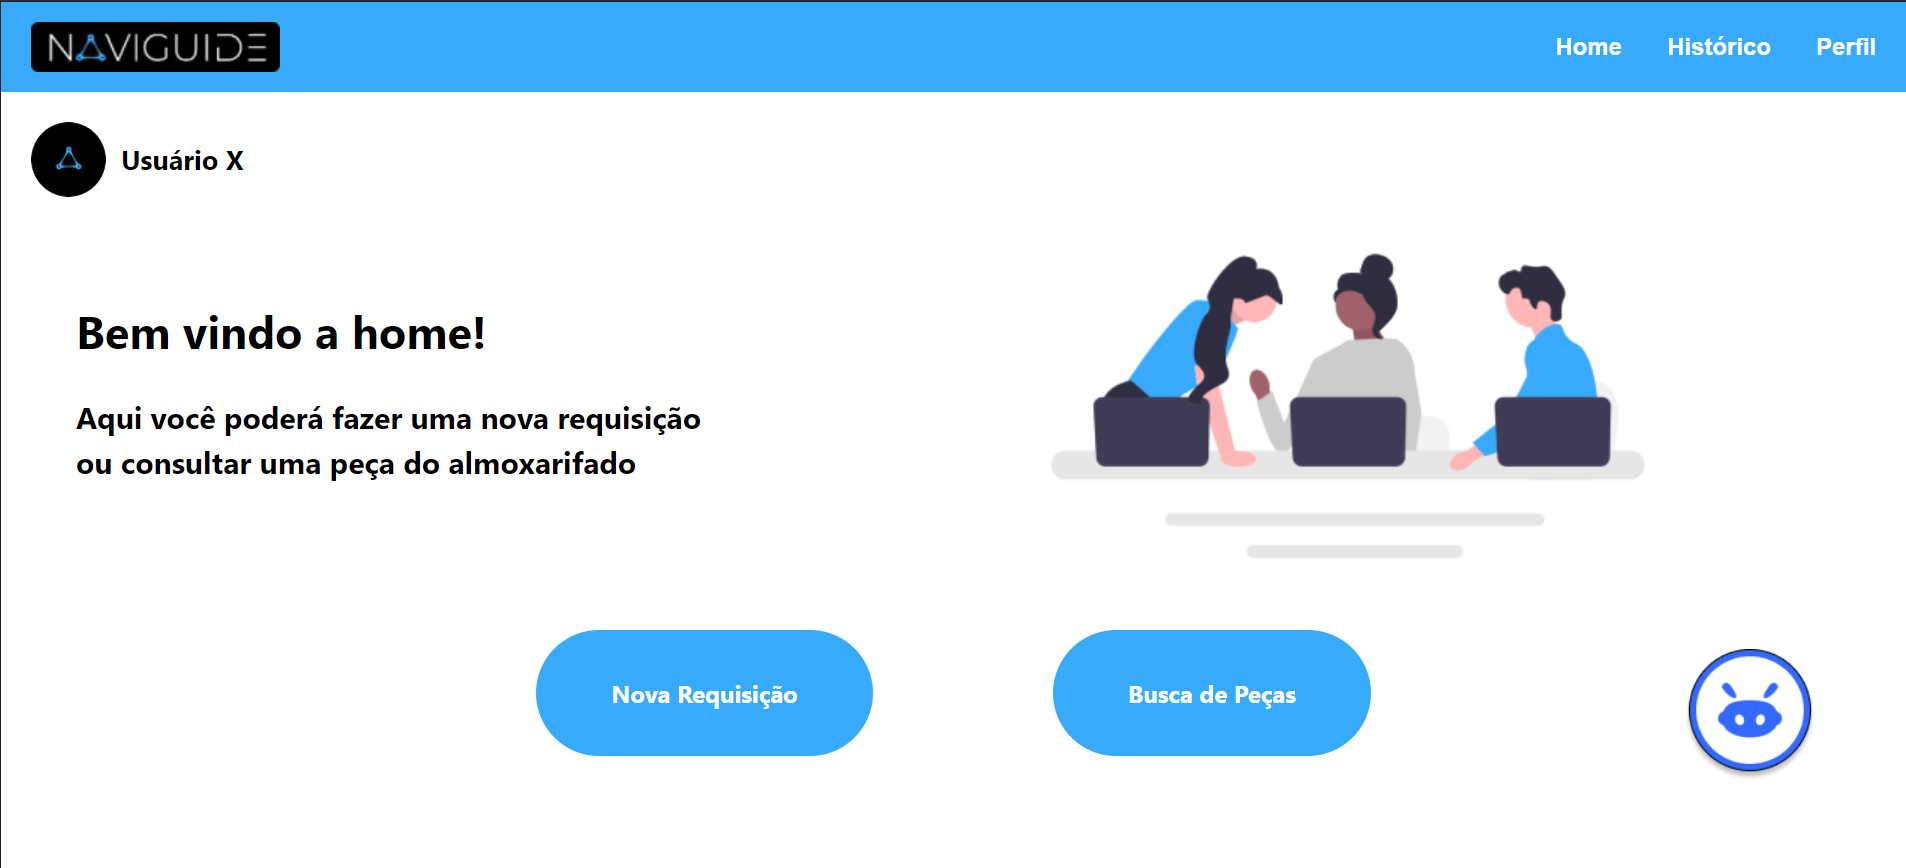 NAVIGUIDE
Home Histórico Perfil
Usuário X
Bem vindo a home!
Aqui você poderá fazer uma nova requisição
ou consultar uma peça do almoxarifado
Nova Requisição Busca de Peças